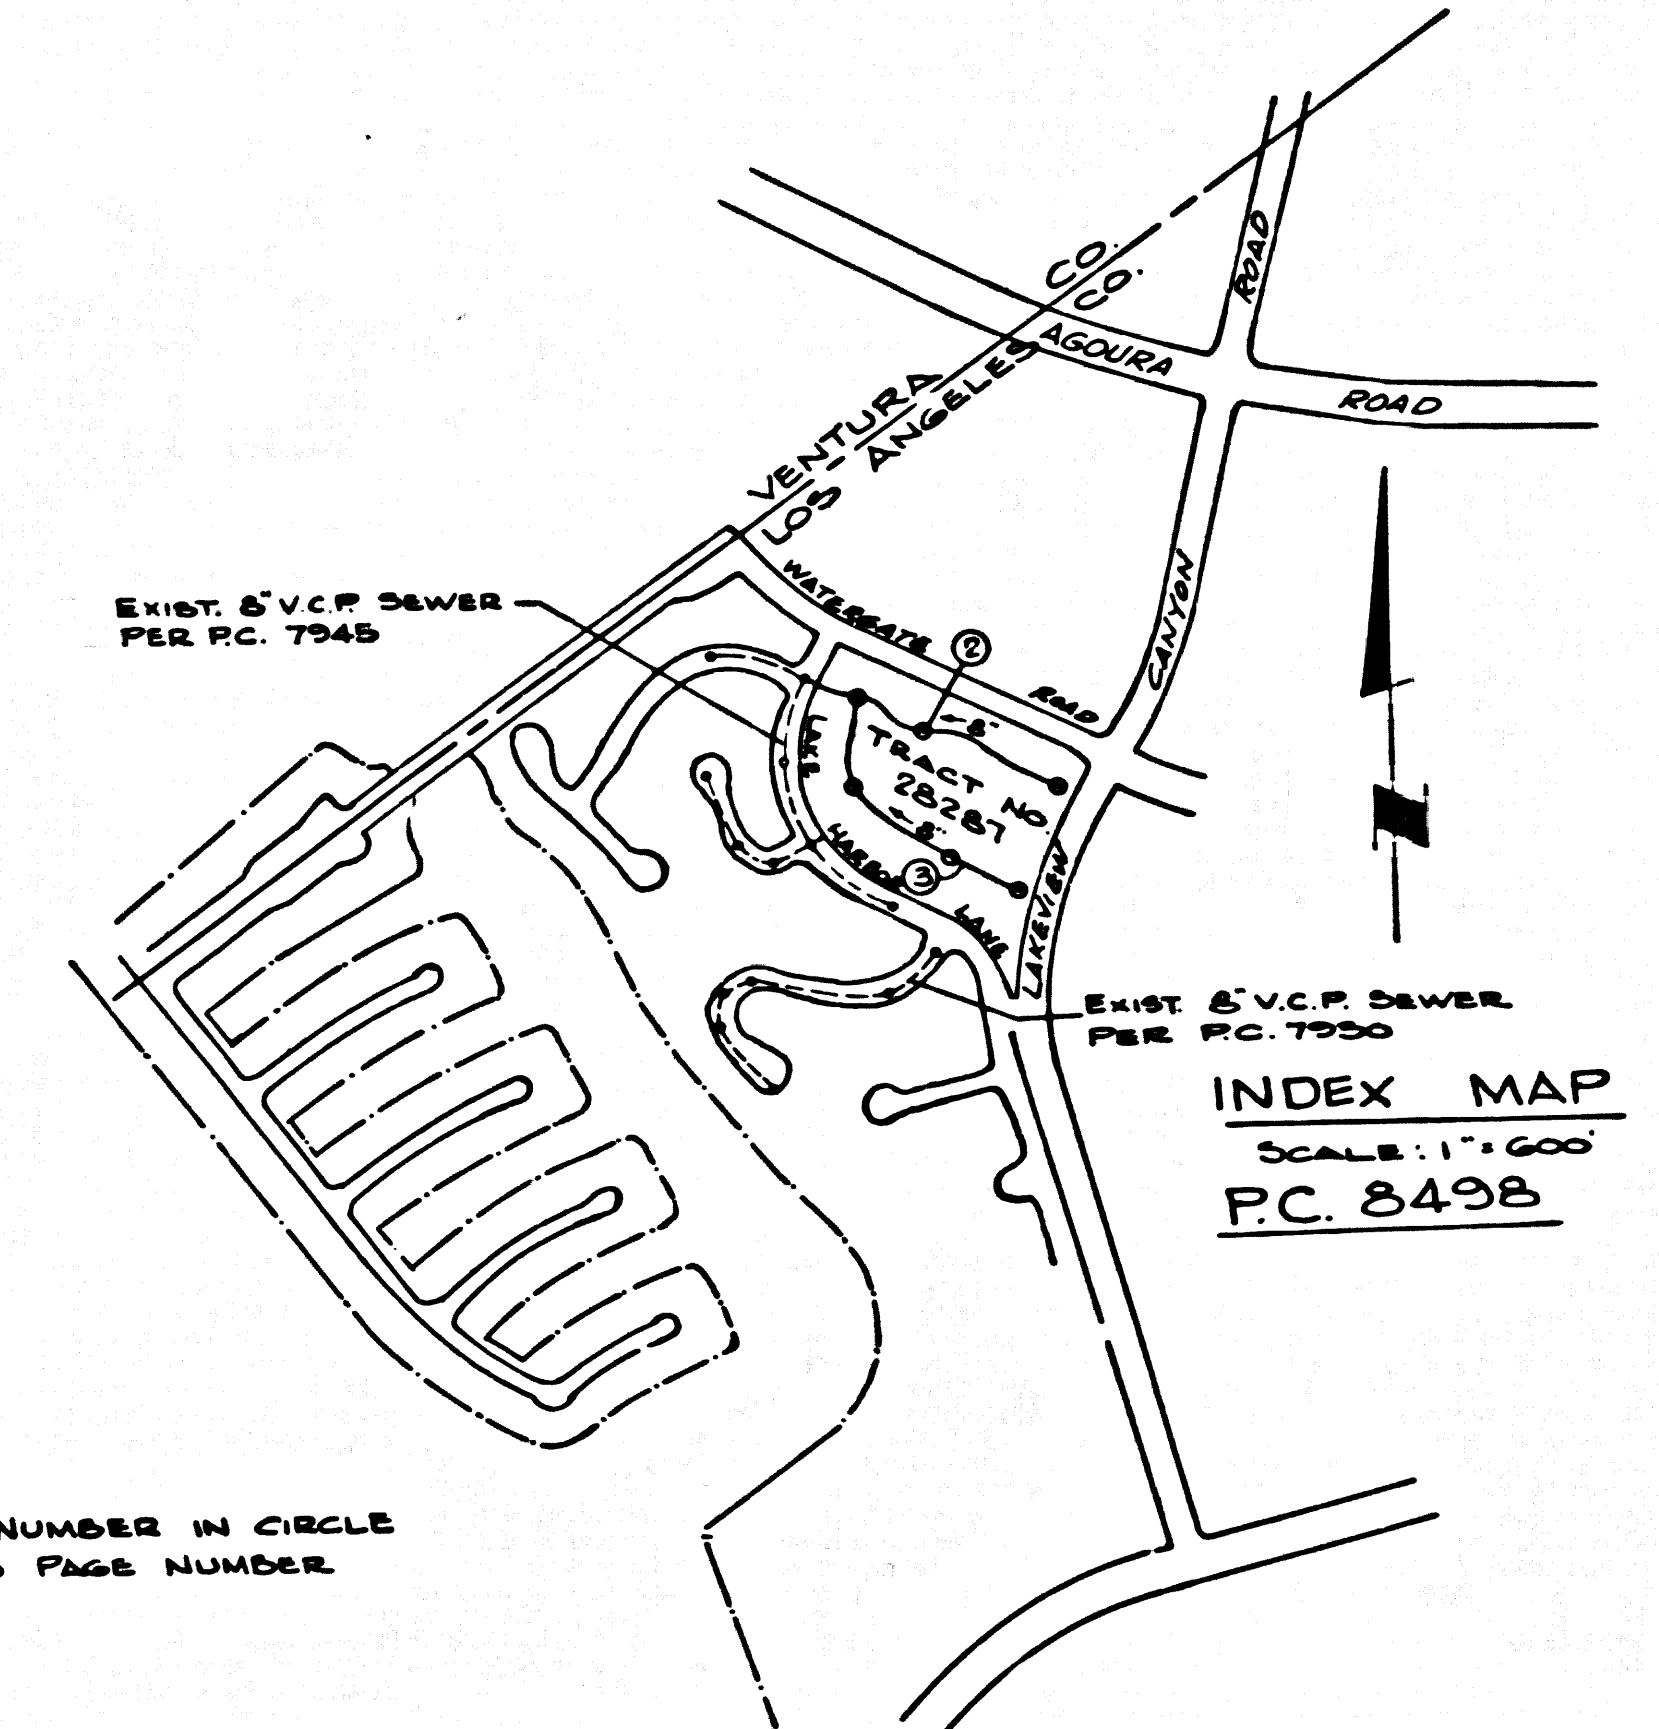 CO.
CO.
ROAD
AGOURA
ROAD
VENTURA
LOS ANGELES
WATERGATE
ROAD
CANYON
EXIST. 8" V.C.P. SEWER
PER P.C. 7945
2
8"
LAKE
TRACT NO.
28287
8"
HARBOR
3
LANE
LAKEVIEW
EXIST. 8" V.C.P. SEWER
PER P.C. 7930
INDEX MAP
SCALE: 1" = 600'
P.C. 8498
NUMBER IN CIRCLE
PAGE NUMBER